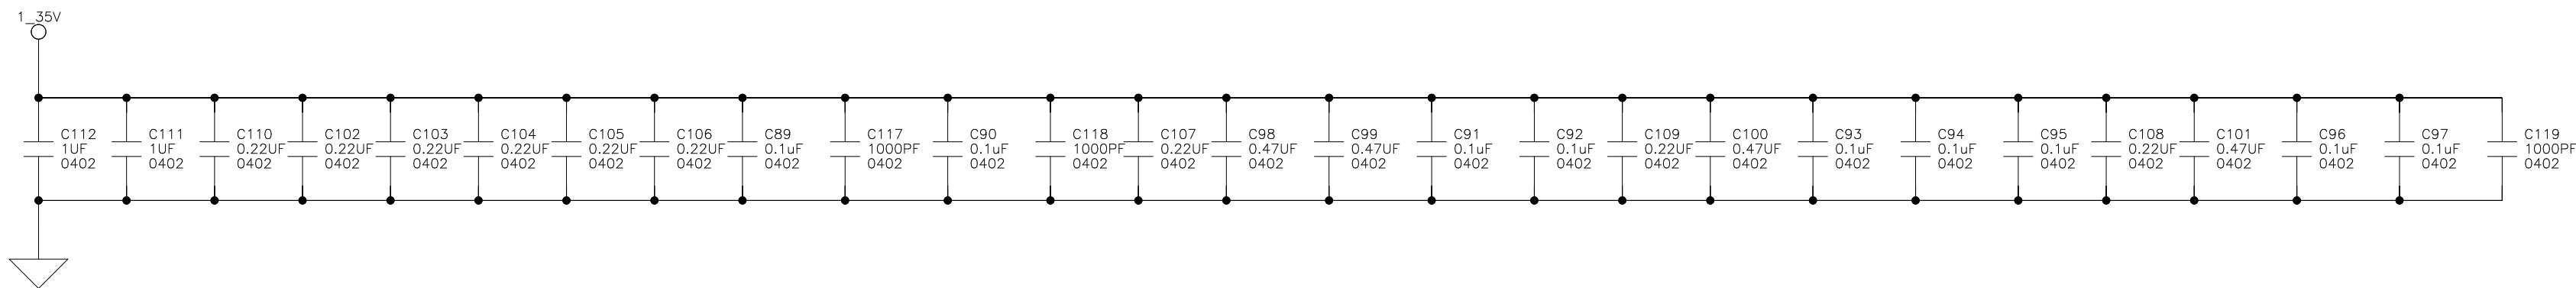 1_35V
C112
1UF
0402
C111
1UF
0402
C110
0.22UF
0402
C102
0.22UF
0402
C103
0.22UF
0402
C104
0.22UF
0402
C105
0.22UF
0402
C106
0.22UF
0402
C89
0.1uF
0402
C117
1000PF
0402
C90
0.1uF
0402
C118
1000PF
0402
C107
0.22UF
0402
C98
0.47UF
0402
C99
0.47UF
0402
C91
0.1uF
0402
C92
0.1uF
0402
C109
0.22UF
0402
C100
0.47UF
0402
C93
0.1uF
0402
C94
0.1uF
0402
C95
0.1uF
0402
C108
0.22UF
0402
C101
0.47UF
0402
C96
0.1uF
0402
C97
0.1uF
0402
C119
1000PF
0402